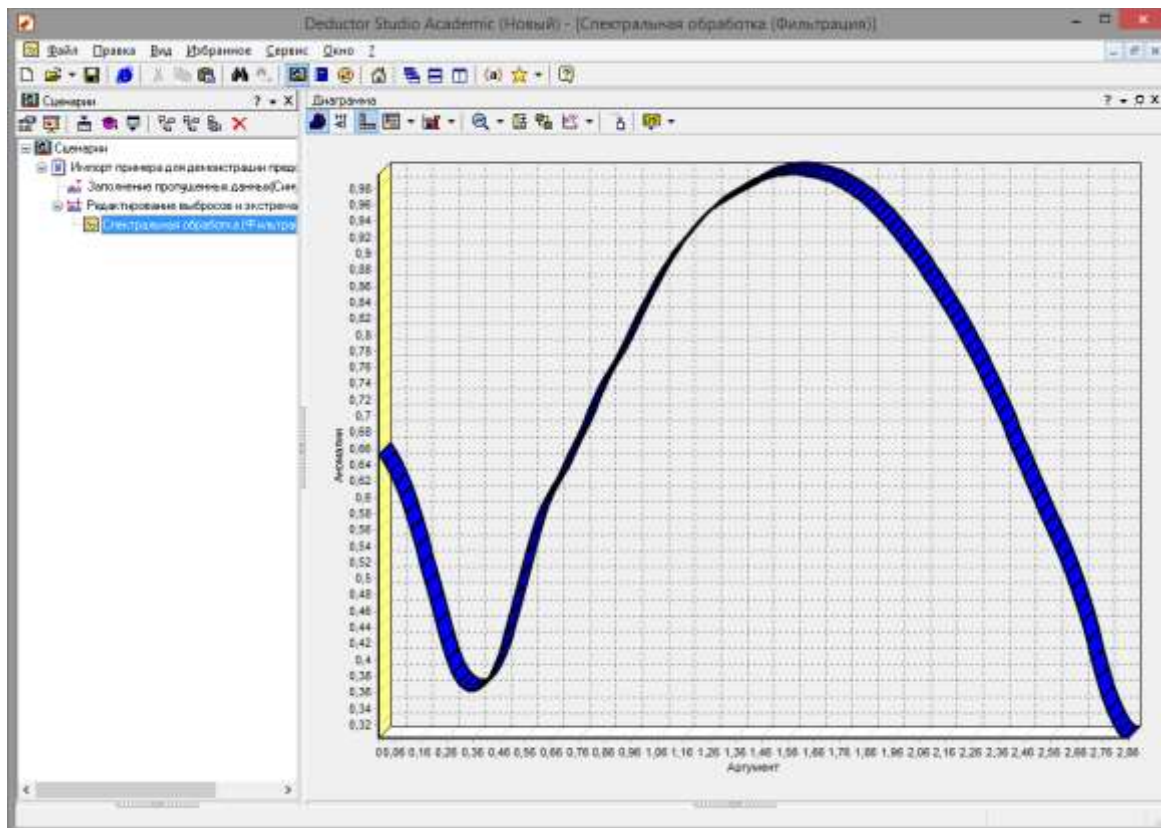 Deductor Studio Academic (Новый) - [Спектральная обработка (Фильтрация)]
Файл Правка Вид Избранное Сервис Окно ?
Сценарии ? X
Сценарии
Импорт примера для демонстрации пред
Заполнение пропущенных данных(Син
Редактирование выбросов и экстрема
Спектральная обработка (Фильтрац
Диаграмма ? X
0,98
0,96
0,94
0,92
0,9
0,88
0,86
0,84
0,82
0,8
0,78
0,76
0,74
0,72
0,7
0,68
0,66
0,64
0,62
0,6
0,58
0,56
0,54
0,52
0,5
0,48
0,46
0,44
0,42
0,4
0,38
0,36
0,34
0,32
Аномалии
0 0,06 0,16 0,26 0,36 0,46 0,56 0,66 0,76 0,86 0,96 1,06 1,16 1,26 1,36 1,46 1,56 1,66 1,76 1,86 1,96 2,06 2,16 2,26 2,36 2,46 2,56 2,66 2,76 2,86
Аргумент